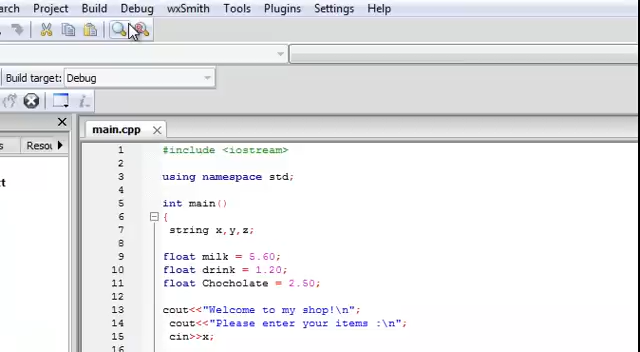 arch Project Build Debug wxSmith Tools Plugins Settings Help
Build target: Debug
main.cpp
s Resou
t
1 #include <iostream>
2
3 using namespace std;
4
5 int main()
6 {
7 string x,y,z;
8
9 float milk = 5.60;
10 float drink = 1.20;
11 float Chocholate = 2.50;
12
13 cout<<"Welcome to my shop!\n";
14 cout<<"Please enter your items :\n";
15 cin>>x;
16